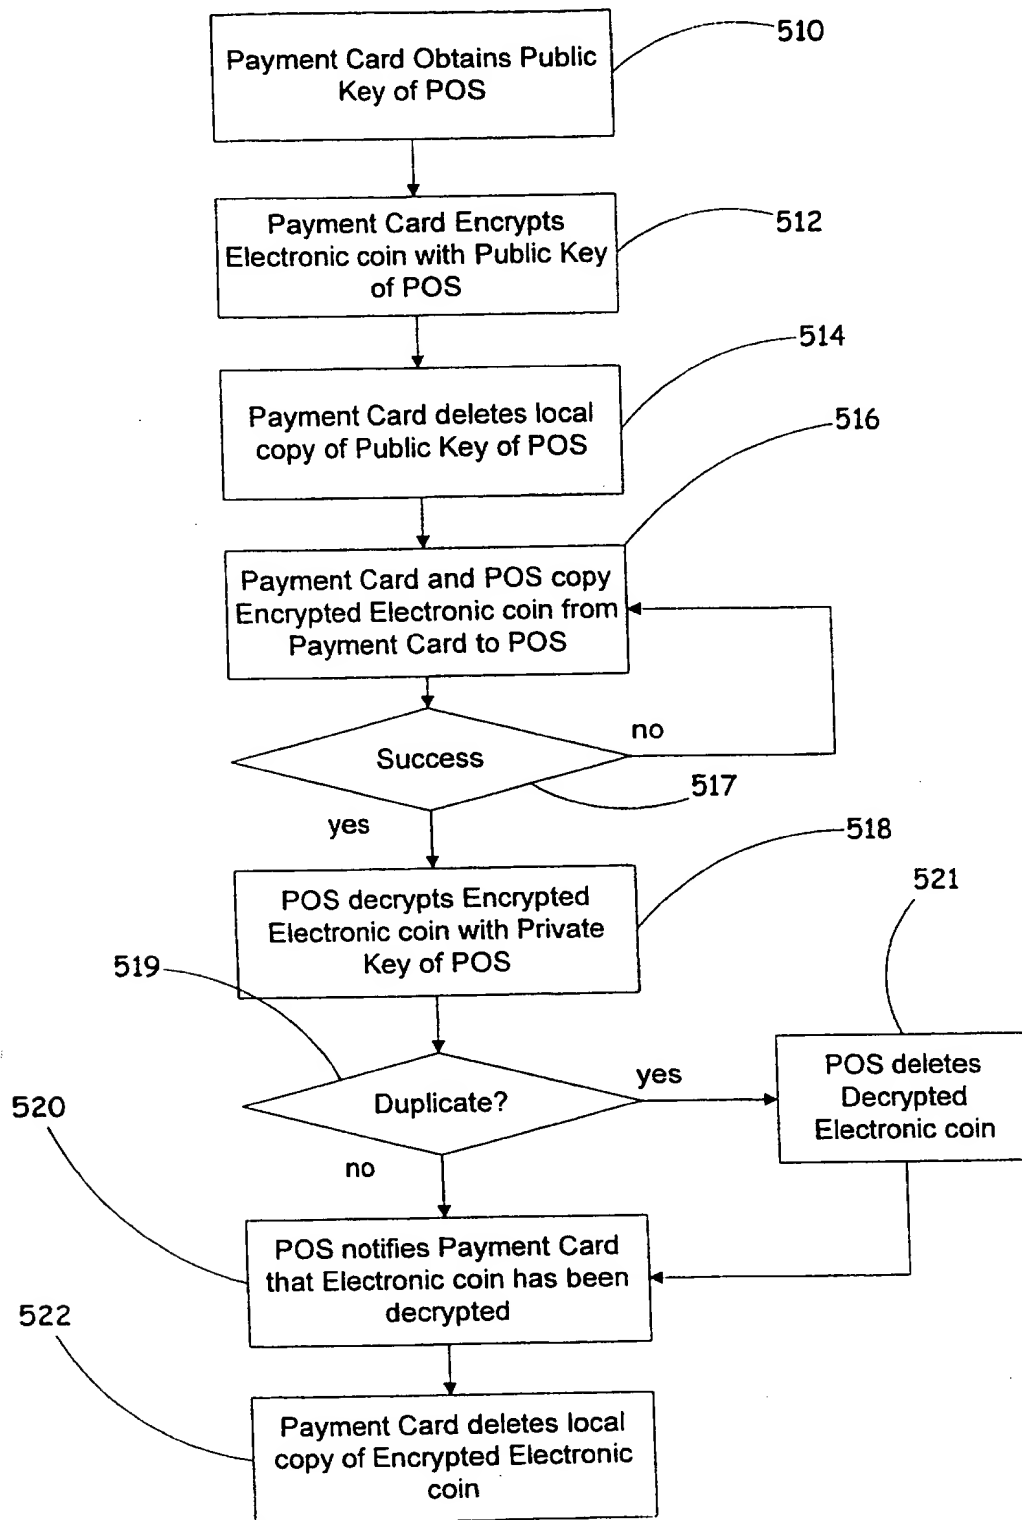 510
Payment Card Obtains Public
Key of POS
512
Payment Card Encrypts
Electronic coin with Public Key
of POS
514
Payment Card deletes local
copy of Public Key of POS
516
Payment Card and POS copy
Encrypted Electronic coin from
Payment Card to POS
no
Success
517
yes
518
POS decrypts Encrypted
Electronic coin with Private
Key of POS
521
519
Duplicate?
yes
POS deletes
Decrypted
Electronic coin
520
no
POS notifies Payment Card
that Electronic coin has been
decrypted
522
Payment Card deletes local
copy of Encrypted Electronic
coin